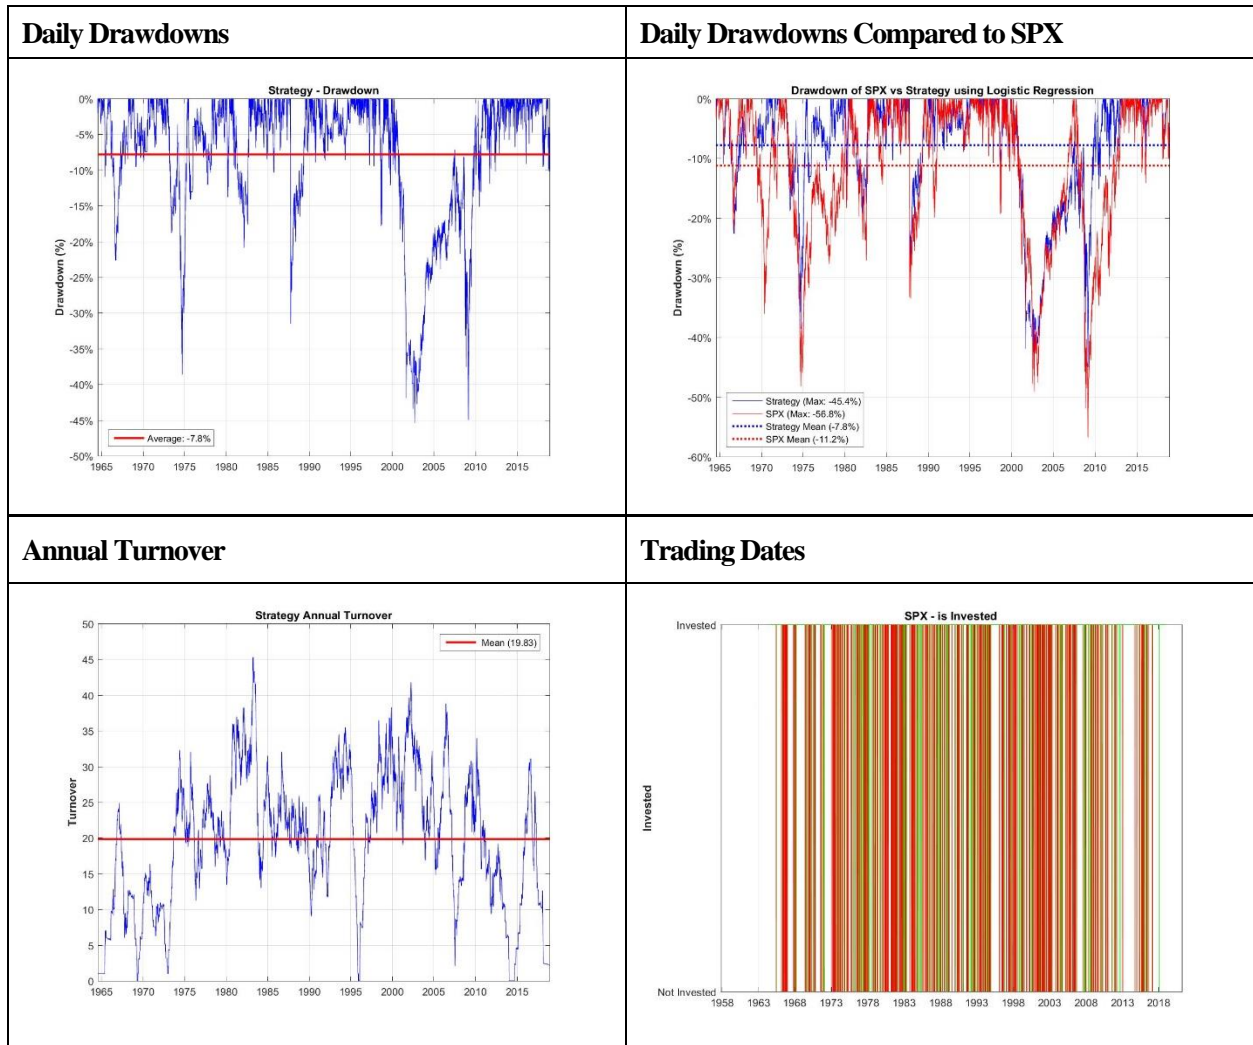 Daily Drawdowns
Daily Drawdowns Compared to SPX
Strategy - Drawdown
0%
-5%
-10%
-15%
-20%
-25%
-30%
-35%
-40%
-45%
-50%
Drawdown (%)
Average: -7.8%
1965 1970 1975 1980 1985 1990 1995 2000 2005 2010 2015
Drawdown of SPX vs Strategy using Logistic Regression
0%
-10%
-20%
-30%
-40%
-50%
-60%
Drawdown (%)
Strategy (Max: -45.4%)
SPX (Max: -56.8%)
Strategy Mean (-7.8%)
SPX Mean (-11.2%)
1965 1970 1975 1980 1985 1990 1995 2000 2005 2010 2015
Annual Turnover
Trading Dates
Strategy Annual Turnover
50
45
40
35
30
25
20
15
10
5
0
Turnover
Mean (19.83)
1965 1970 1975 1980 1985 1990 1995 2000 2005 2010 2015
SPX - is Invested
Invested
Invested
Not Invested
1958 1963 1968 1973 1978 1983 1988 1993 1998 2003 2008 2013 2018